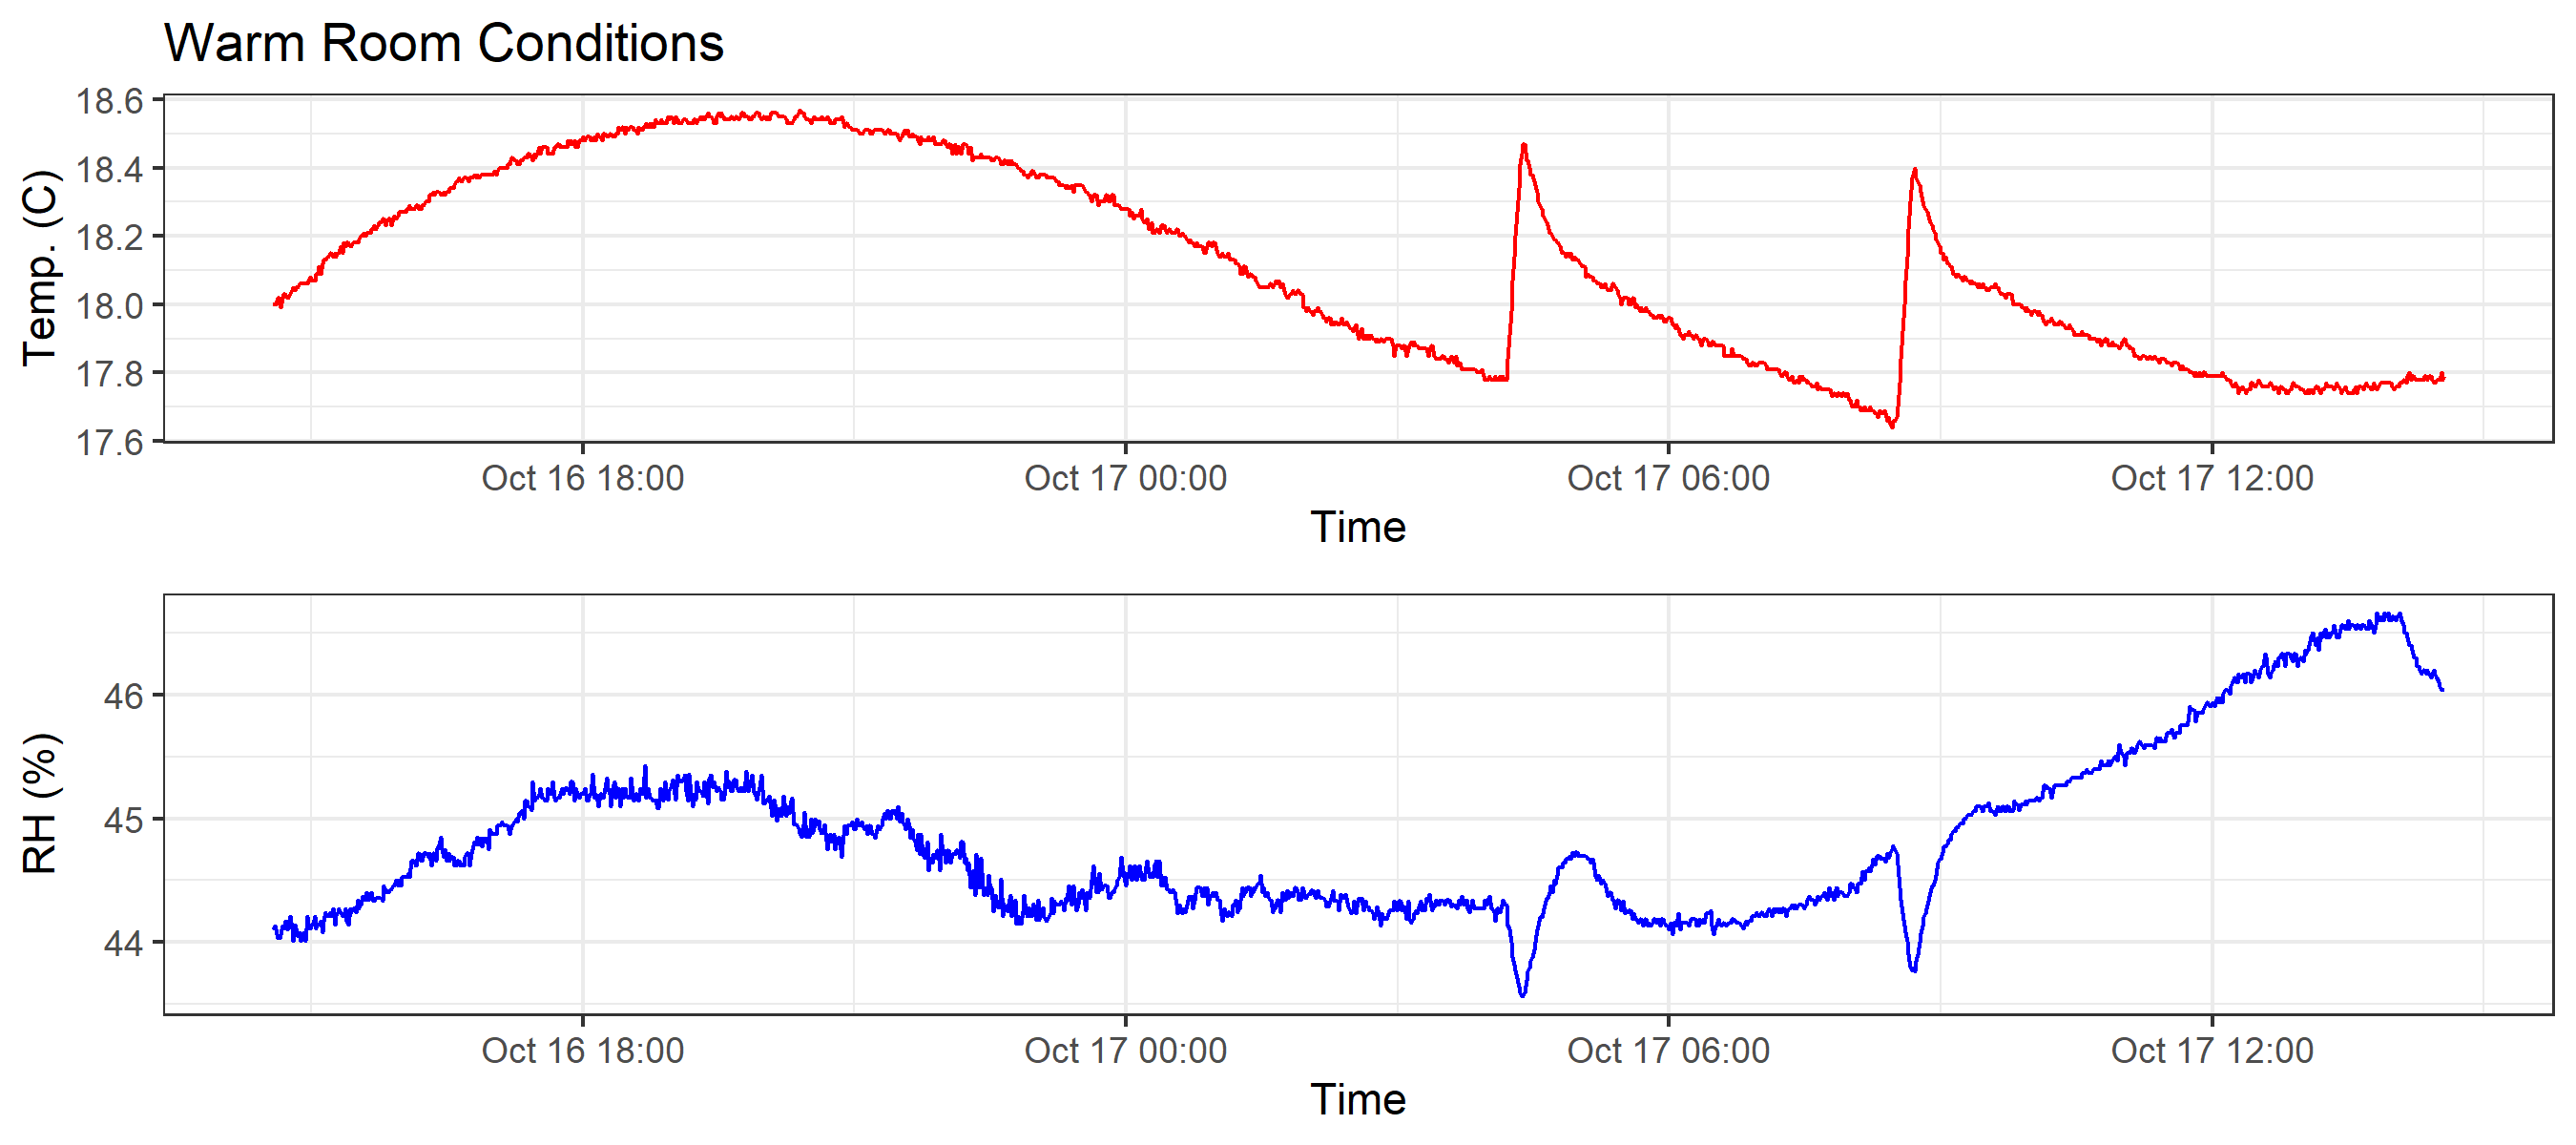 Warm Room Conditions
18.6
18.4
18.2
18.0
17.8
17.6
Temp. (C)
Oct 16 18:00 Oct 17 00:00 Oct 17 06:00 Oct 17 12:00
Time
46
45
44
RH (%)
Oct 16 18:00 Oct 17 00:00 Oct 17 06:00 Oct 17 12:00
Time